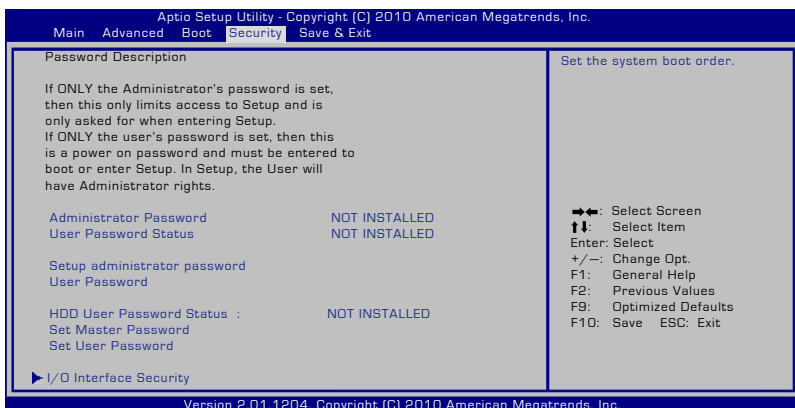 Aptio Setup Utility - Copyright (C) 2010 American Megatrends, Inc.
Main Advanced Boot Security Save & Exit
Password Description
If ONLY the Administrator's password is set,
then this only limits access to Setup and is
only asked for when entering Setup.
If ONLY the user's password is set, then this
is a power on password and must be entered to
boot or enter Setup. In Setup, the User will
have Administrator rights.
Administrator Password NOT INSTALLED
User Password Status NOT INSTALLED
Setup administrator password
User Password
HDD User Password Status : NOT INSTALLED
Set Master Password
Set User Password
I/O Interface Security
Set the system boot order.
→←: Select Screen
↑↓: Select Item
Enter: Select
+/—: Change Opt.
F1: General Help
F2: Previous Values
F9: Optimized Defaults
F10: Save ESC: Exit
Version 2.01.1204. Copyright (C) 2010 American Megatrends, Inc.